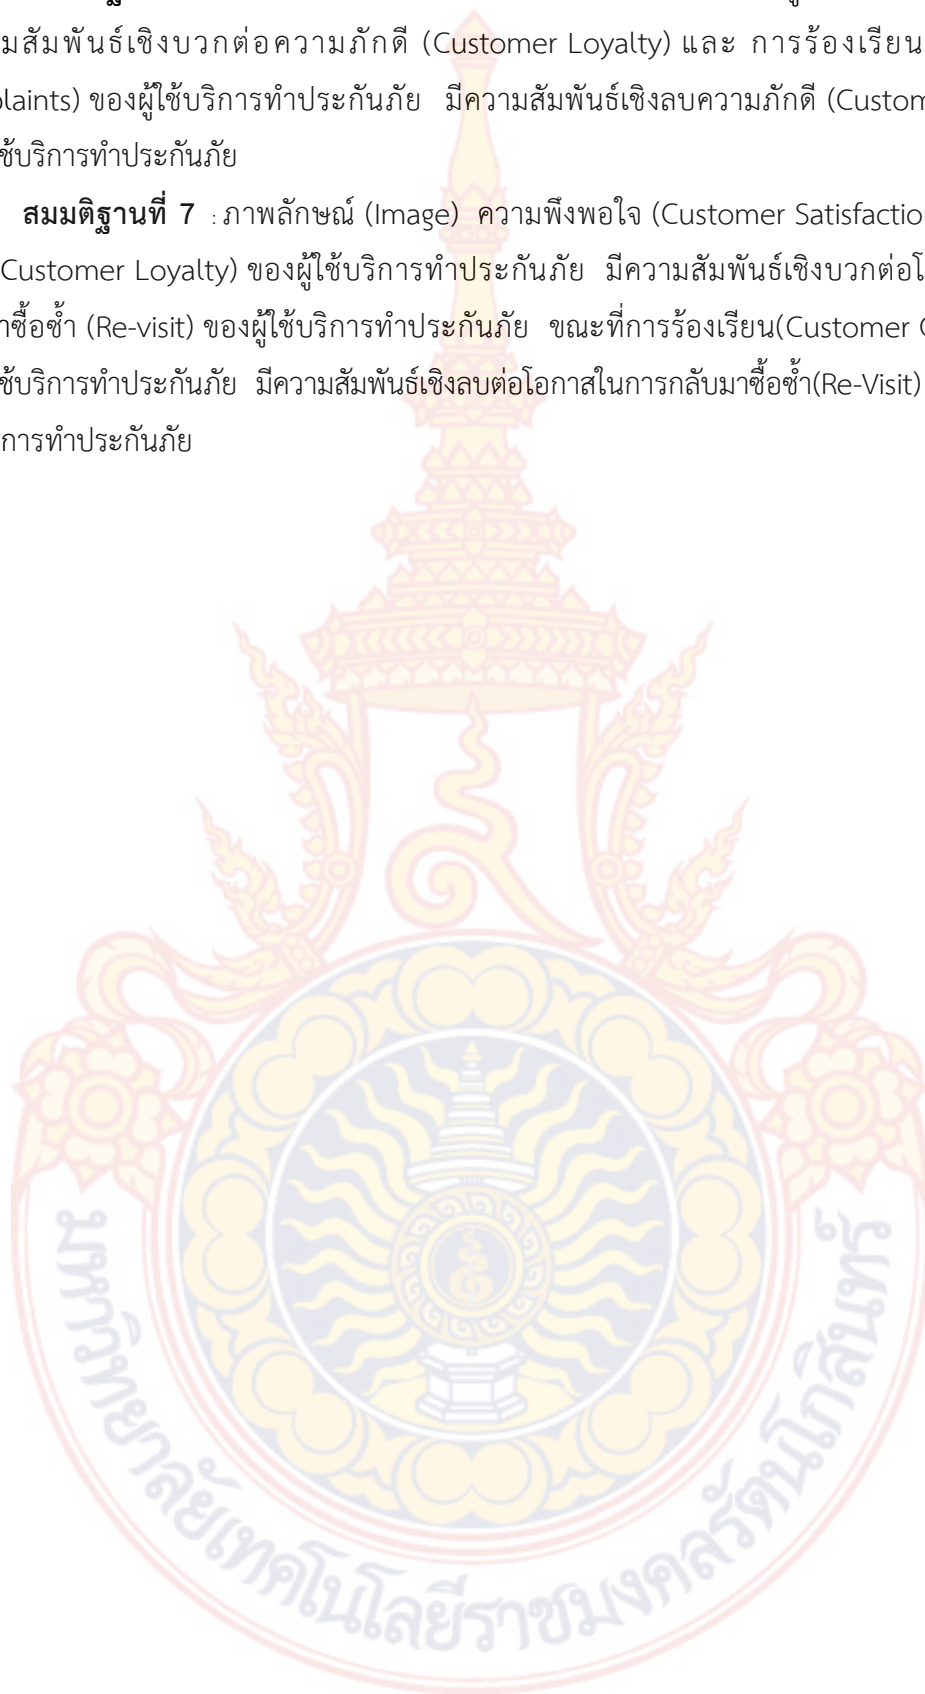 มสัมพันธ์เชิงบวกต่อความภักดี (Customer Loyalty) และ การร้องเรียน
plaints) ของผู้ใช้บริการทำประกันภัย มีความสัมพันธ์เชิงลบความภักดี (Custom
ใช้บริการทำประกันภัย
สมมติฐานที่ 7 : ภาพลักษณ์ (Image) ความพึงพอใจ (Customer Satisfaction
Customer Loyalty) ของผู้ใช้บริการทำประกันภัย มีความสัมพันธ์เชิงบวกต่อโ
าซื้อซ้ำ (Re-visit) ของผู้ใช้บริการทำประกันภัย ขณะที่การร้องเรียน(Customer C
ใช้บริการทำประกันภัย มีความสัมพันธ์เชิงลบต่อโอกาสในการกลับมาซื้อซ้ำ(Re-Visit)
การทำประกันภัย
มหาวิทยาลัยเทคโนโลยีราชมงคลรัตนโกสินทร์